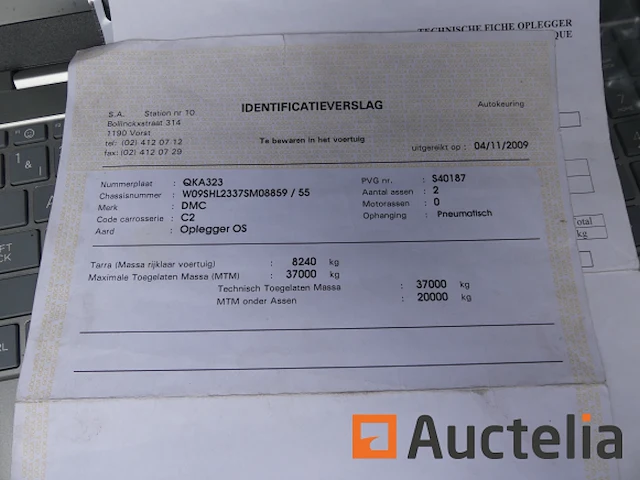 TECHNISCHE FICHE OPLEGGER
QUE
S.A. Station nr 10
Bollinckxstraat 314
1190 Vorst
tel: (02) 412 07 12
fax: (02) 412 07 29
IDENTIFICATIEVERSLAG
Autokeuring
Te bewaren in het voertuig
uitgereikt op : 04/11/2009
Nummerplaat : QKA323
PVG nr. : S40187
Chassisnummer : W09SHL2337SM08859 / 55
Aantal assen : 2
Merk : DMC
Motorassen : 0
Code carrosserie : C2
Ophanging : Pneumatisch
Aard : Oplegger OS
Tarra (Massa rijklaar voertuig) : 8240 kg
Maximale Toegelaten Massa (MTM) : 37000 kg
Technisch Toegelaten Massa : 37000 kg
MTM onder Assen : 20000 kg
Total
kg
Auctelia